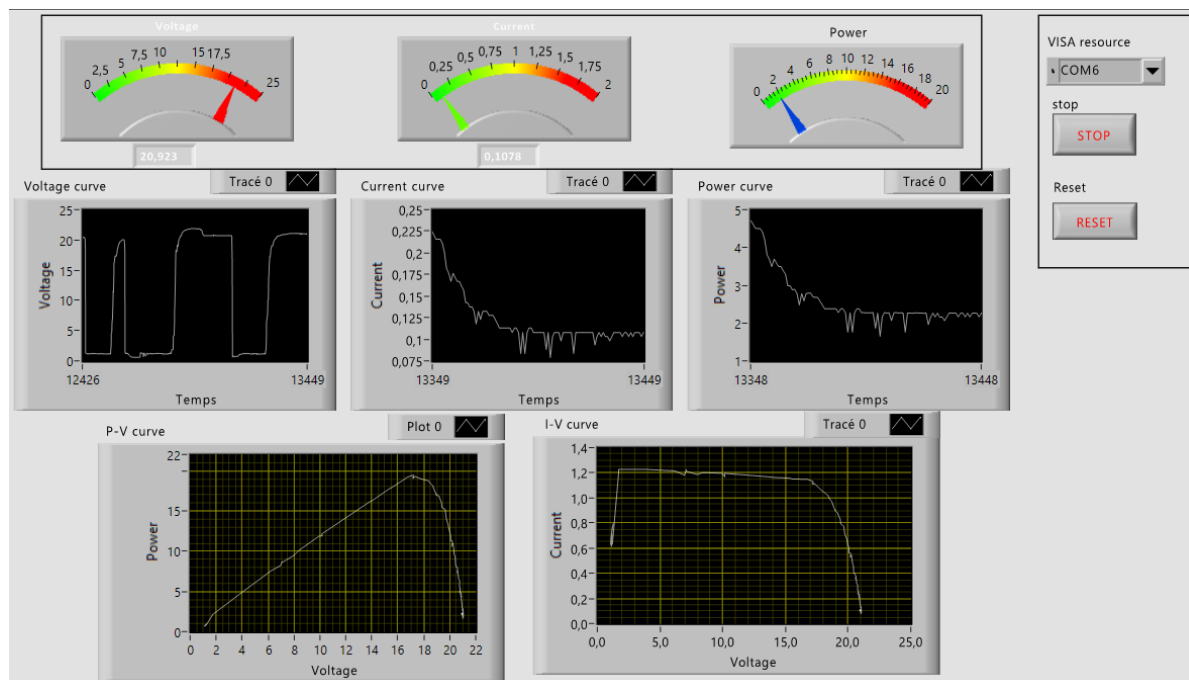 Voltage
0 2,5 5 7,5 10 15 17,5 25
20,923
Current
0 0,25 0,5 0,75 1 1,25 1,5 1,75 2
0,1078
Power
0 2 4 6 8 10 12 14 16 18 20
VISA resource
COM6
stop
STOP
Reset
RESET
Voltage curve
Tracé 0
25
20
15
10
5
0
Voltage
12426 13449
Temps
Current curve
Tracé 0
0,25
0,225
0,2
0,175
0,15
0,125
0,1
0,075
Current
13349 13449
Temps
Power curve
Tracé 0
5
4
3
2
1
Power
13348 13448
Temps
P-V curve
Plot 0
22
15
10
5
0
Power
0 2 4 6 8 10 12 14 16 18 20 22
Voltage
I-V curve
Tracé 0
1,4
1,2
1,0
0,8
0,6
0,4
0,2
0,0
Current
0,0 5,0 10,0 15,0 20,0 25,0
Voltage